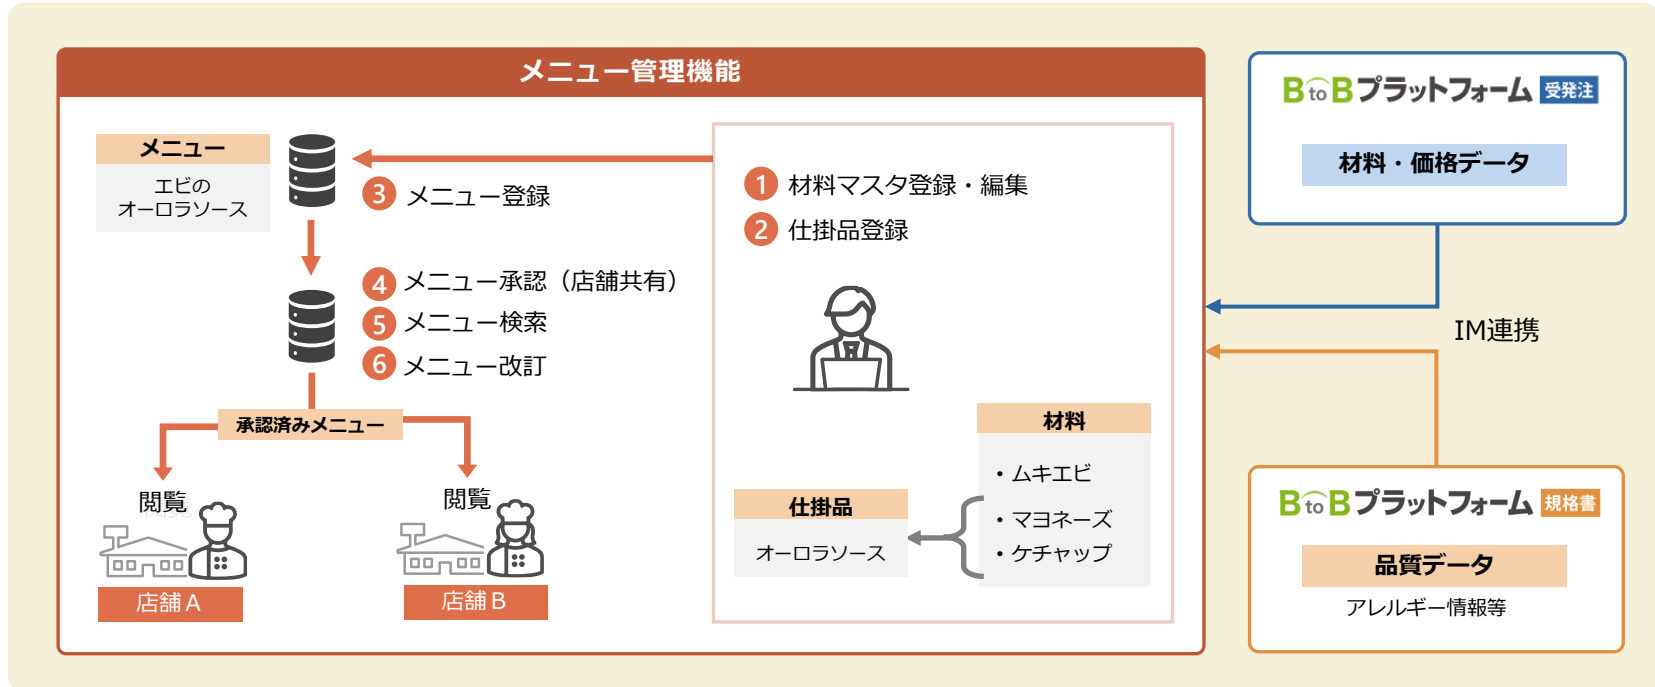 メニュー管理機能
メニュー
エビの
オーロラソース
3 メニュー登録
4 メニュー承認（店舗共有）
5 メニュー検索
6 メニュー改訂
承認済みメニュー
閲覧
店舗A
閲覧
店舗B
1 材料マスタ登録・編集
2 仕掛品登録
材料
・ムキエビ
・マヨネーズ
・ケチャップ
仕掛品
オーロラソース
BtoBプラットフォーム 受発注
材料・価格データ
IM連携
BtoBプラットフォーム 規格書
品質データ
アレルギー情報等